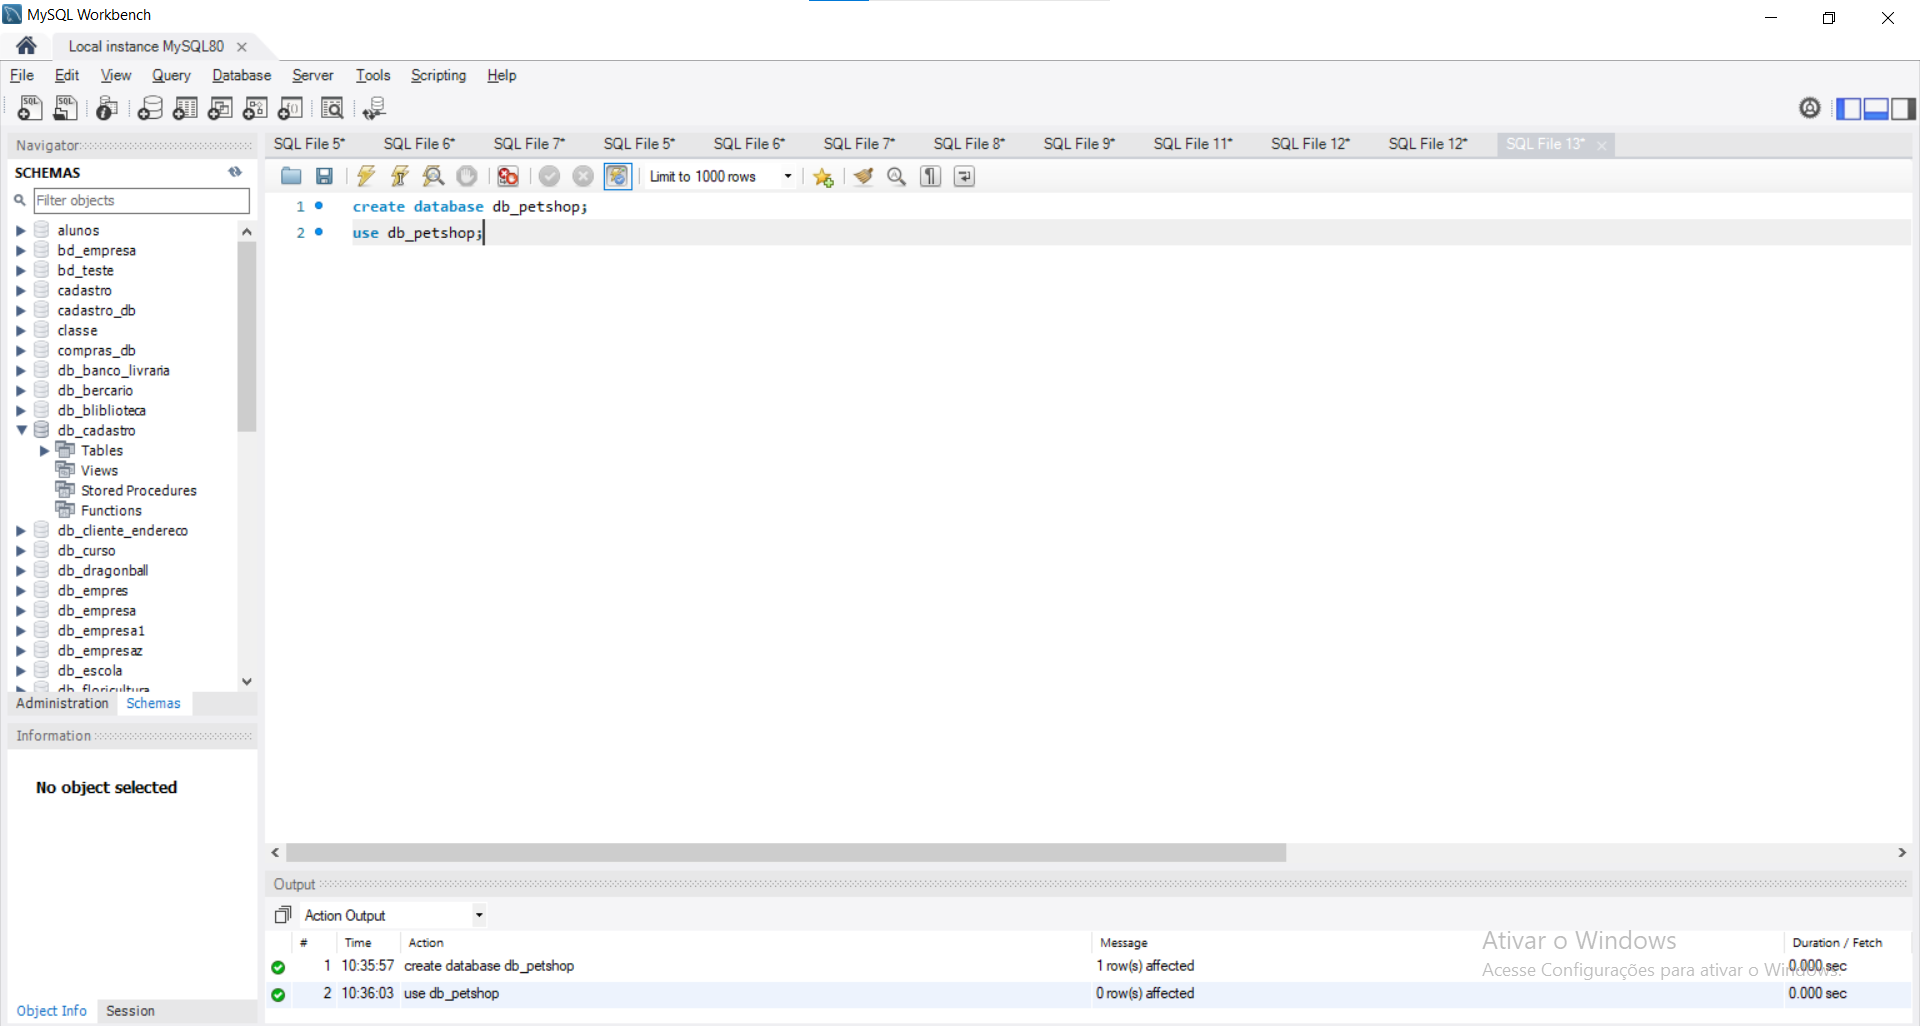 MySQL Workbench
Local instance MySQL80
File Edit View Query Database Server Tools Scripting Help
Navigator
SCHEMAS
Filter objects
alunos
bd_empresa
bd_teste
cadastro
cadastro_db
classe
compras_db
db_banco_livraria
db_bercario
db_bliblioteca
db_cadastro
Tables
Views
Stored Procedures
Functions
db_cliente_endereco
db_curso
db_dragonball
db_empres
db_empresa
db_empresa1
db_empresaz
db_escola
db_floricultura
Administration Schemas
Information
No object selected
Object Info Session
SQL File 5* SQL File 6* SQL File 7* SQL File 5* SQL File 6* SQL File 7* SQL File 8* SQL File 9* SQL File 11* SQL File 12* SQL File 12* SQL File 13*
Limit to 1000 rows
1 create database db_petshop;
2 use db_petshop;
Output
Action Output
# Time Action Message Duration / Fetch
1 10:35:57 create database db_petshop 1 row(s) affected 0.000 sec
2 10:36:03 use db_petshop 0 row(s) affected 0.000 sec
Ativar o Windows
Acesse Configurações para ativar o Windows.